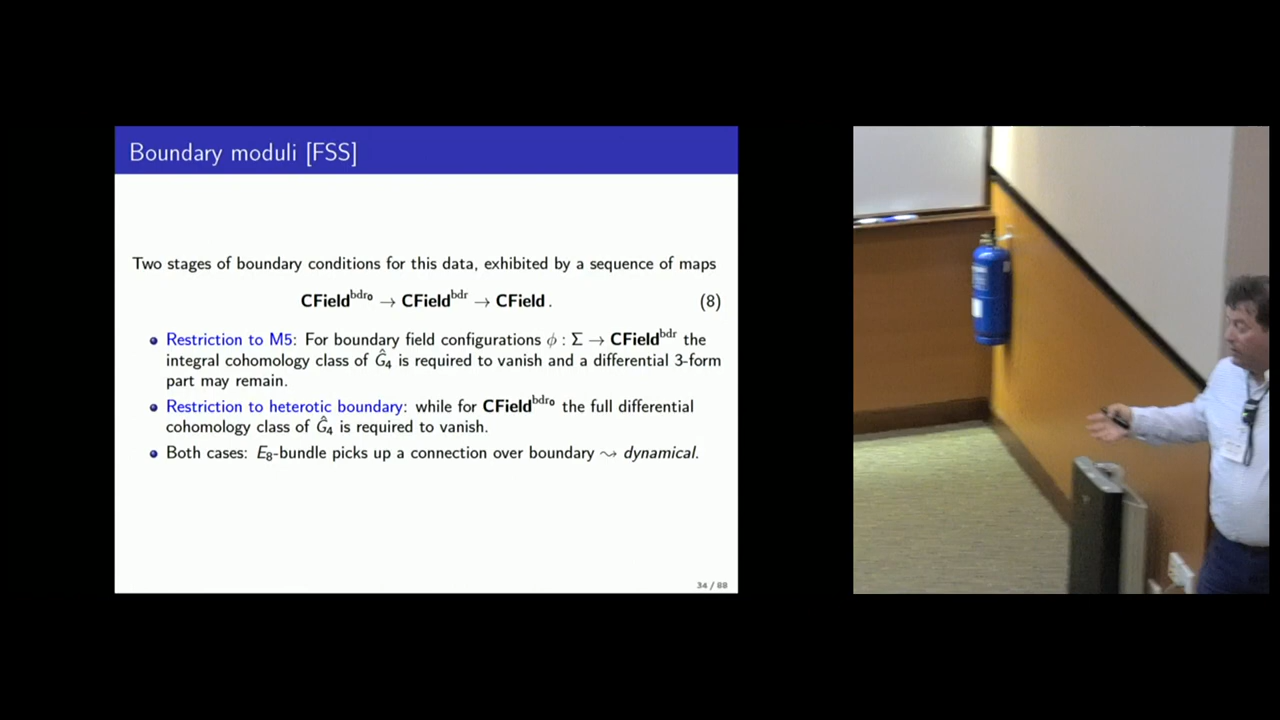 Boundary moduli [FSS]
Two stages of boundary conditions for this data, exhibited by a sequence of maps
CField^bdr₀ → CField^bdr → CField . (8)
Restriction to M5: For boundary field configurations ϕ : Σ → CField^bdr the
integral cohomology class of Ĝ₄ is required to vanish and a differential 3-form
part may remain.
Restriction to heterotic boundary: while for CField^bdr₀ the full differential
cohomology class of Ĝ₄ is required to vanish.
Both cases: E₈-bundle picks up a connection over boundary ⇝ dynamical.
34 / 88